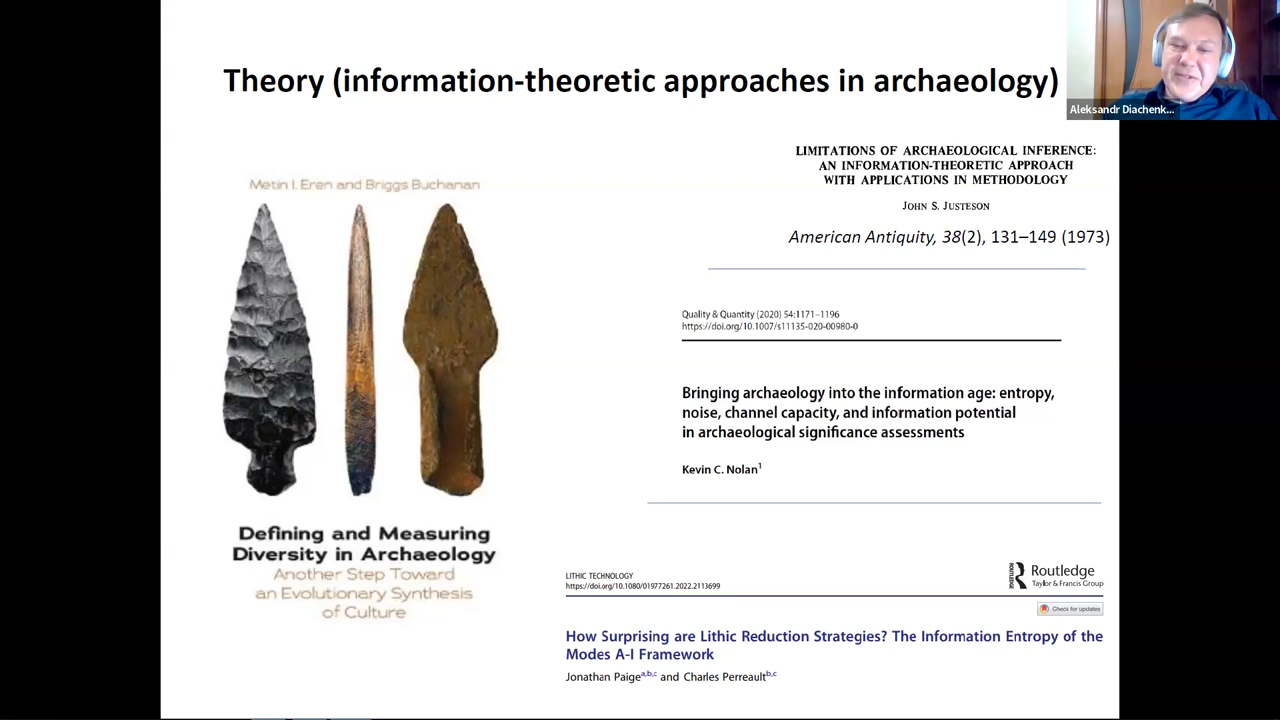 Theory (information-theoretic approaches in archaeology)
Aleksandr Diachenk...
Metin I. Eren and Briggs Buchanan
Defining and Measuring
Diversity in Archaeology
Another Step Toward
an Evolutionary Synthesis
of Culture
LIMITATIONS OF ARCHAEOLOGICAL INFERENCE:
AN INFORMATION-THEORETIC APPROACH
WITH APPLICATIONS IN METHODOLOGY
JOHN S. JUSTESON
American Antiquity, 38(2), 131–149 (1973)
Quality & Quantity (2020) 54:1171–1196
https://doi.org/10.1007/s11135-020-00980-0
Bringing archaeology into the information age: entropy,
noise, channel capacity, and information potential
in archaeological significance assessments
Kevin C. Nolan1
LITHIC TECHNOLOGY
https://doi.org/10.1080/01977261.2022.2113699
ROUTLEDGE
Routledge
Taylor & Francis Group
Check for updates
How Surprising are Lithic Reduction Strategies? The Information Entropy of the
Modes A-I Framework
Jonathan Paigea,b,c and Charles Perreaultb,c